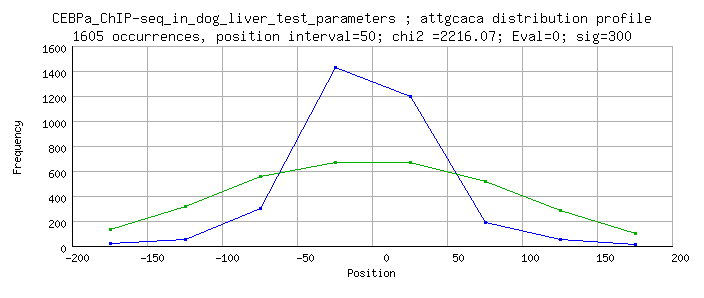 CEBPa_ChIP-seq_in_dog_liver_test_parameters ; attgcaca distribution profile
1605 occurrences, position interval=50; chi2 =2216.07; Eval=0; sig=300
1600
1400
1200
1000
800
600
400
200
0
Frequency
-200 -150 -100 -50 0 50 100 150 200
Position